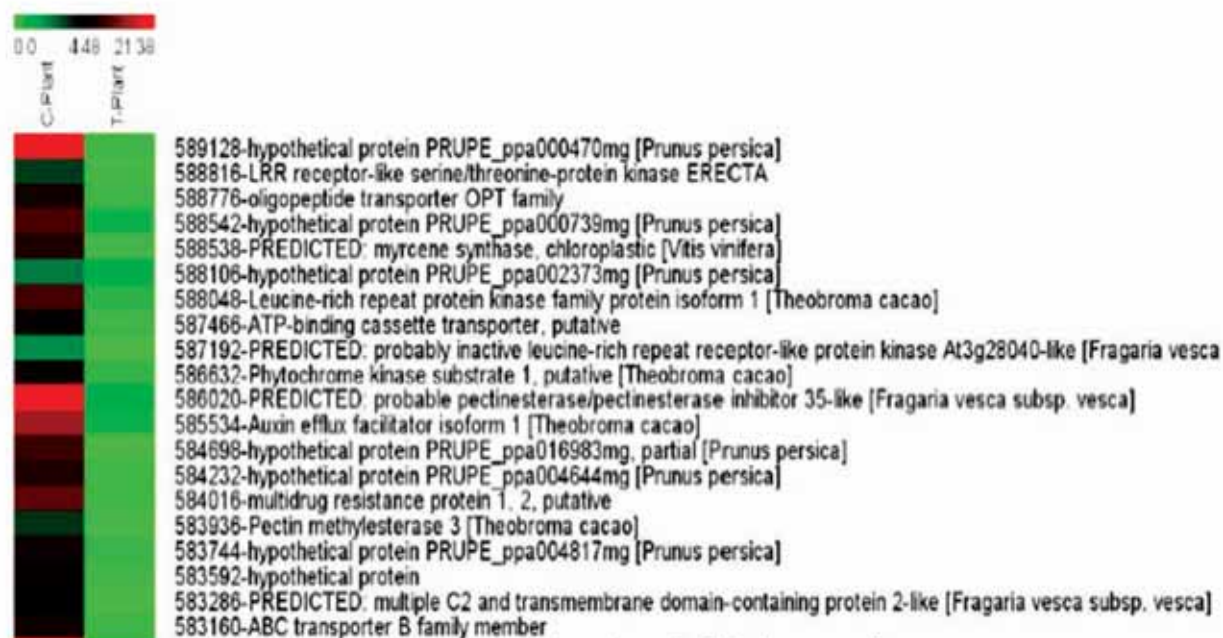 0.0 4.48 21.38
C-Plant
T-Plant
589128-hypothetical protein PRUPE_ppa000470mg [Prunus persica]
588816-LRR receptor-like serine/threonine-protein kinase ERECTA
588776-oligopeptide transporter OPT family
588542-hypothetical protein PRUPE_ppa000739mg [Prunus persica]
588538-PREDICTED: myrcene synthase, chloroplastic [Vitis vinifera]
588106-hypothetical protein PRUPE_ppa002373mg [Prunus persica]
588048-Leucine-rich repeat protein kinase family protein isoform 1 [Theobroma cacao]
587466-ATP-binding cassette transporter, putative
587192-PREDICTED: probably inactive leucine-rich repeat receptor-like protein kinase At3g28040-like [Fragaria vesca
586632-Phytochrome kinase substrate 1, putative [Theobroma cacao]
586020-PREDICTED: probable pectinesterase/pectinesterase inhibitor 35-like [Fragaria vesca subsp. vesca]
585534-Auxin efflux facilitator isoform 1 [Theobroma cacao]
584698-hypothetical protein PRUPE_ppa016983mg, partial [Prunus persica]
584232-hypothetical protein PRUPE_ppa004644mg [Prunus persica]
584016-multidrug resistance protein 1, 2, putative
583936-Pectin methylesterase 3 [Theobroma cacao]
583744-hypothetical protein PRUPE_ppa004817mg [Prunus persica]
583592-hypothetical protein
583286-PREDICTED: multiple C2 and transmembrane domain-containing protein 2-like [Fragaria vesca subsp. vesca]
583160-ABC transporter B family member